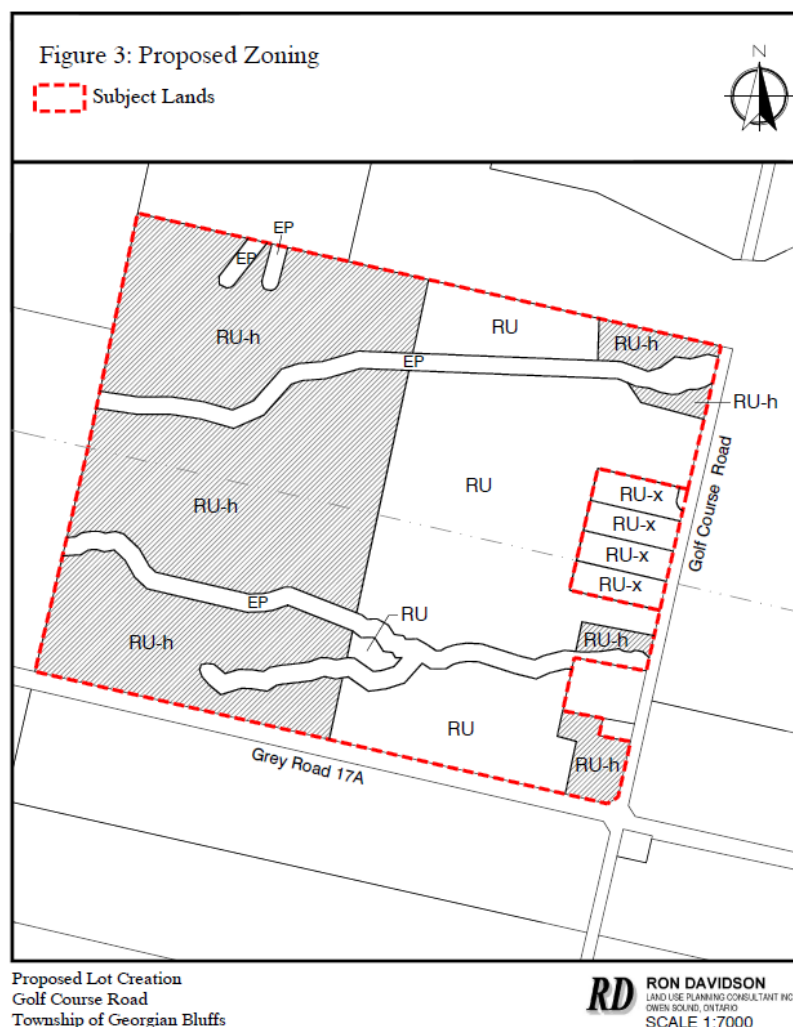 Figure 3: Proposed Zoning
N
Subject Lands
EP
EP
RU
RU-h
RU-h
EP
RU-h
RU
RU-x
RU-x
RU-x
RU-x
Golf Course Road
RU-h
EP
RU
RU-h
RU-h
RU
RU-h
Grey Road 17A
Proposed Lot Creation
Golf Course Road
Township of Georgian Bluffs
RD
RON DAVIDSON
LAND USE PLANNING CONSULTANT INC
OWEN SOUND, ONTARIO
SCALE 1:7000